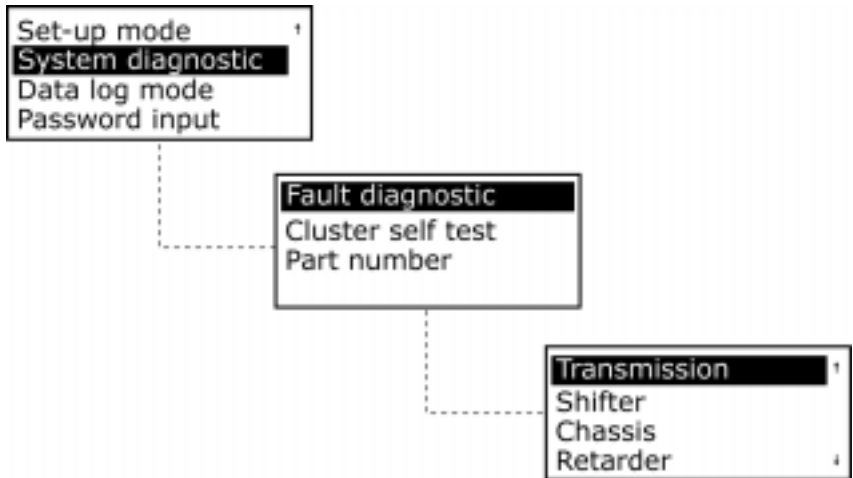 Set-up mode ↑
System diagnostic
Data log mode
Password input
Fault diagnostic
Cluster self test
Part number
Transmission ↑
Shifter
Chassis
Retarder ↓